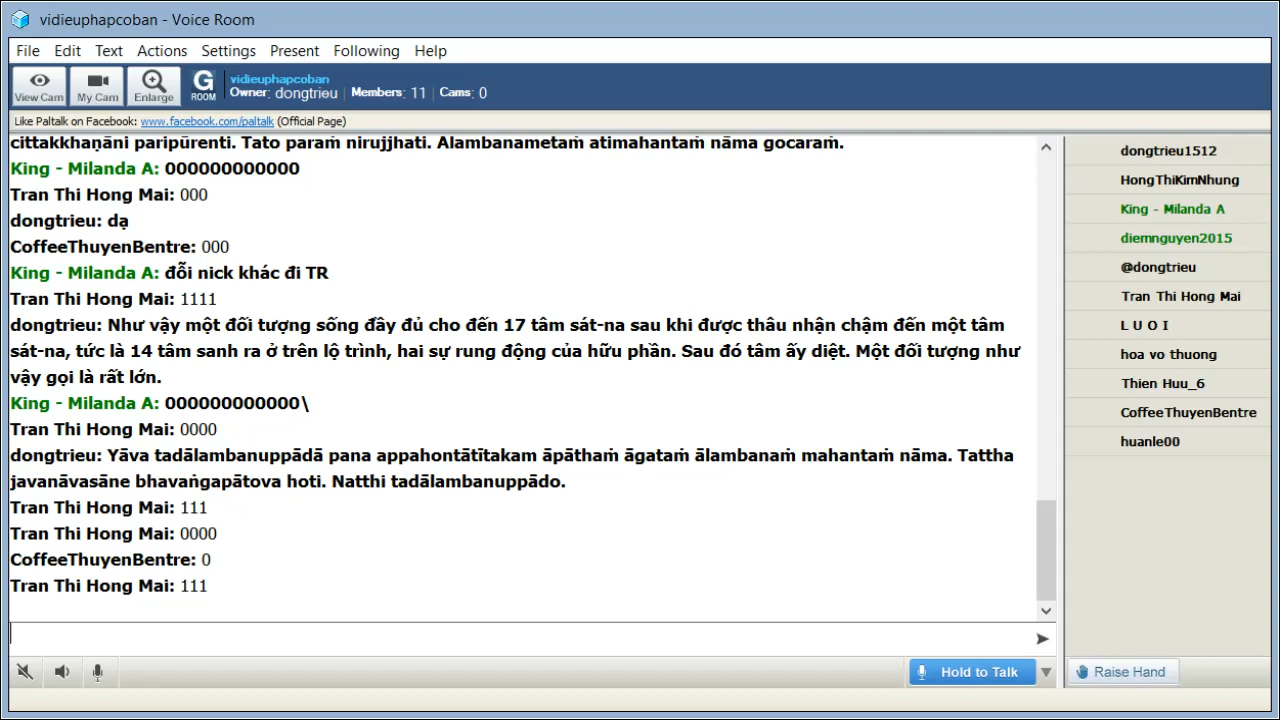 vidieuphapcoban - Voice Room
File Edit Text Actions Settings Present Following Help
View Cam My Cam Enlarge G ROOM
vidieuphapcoban
Owner: dongtrieu | Members: 11 | Cams: 0
Like Paltalk on Facebook: www.facebook.com/paltalk (Official Page)
cittakkhaṇāni paripūrenti. Tato paraṁ nirujjhati. Alambanametaṁ atimahantaṁ nāma gocaraṁ.
King - Milanda A: 000000000000
Tran Thi Hong Mai: 000
dongtrieu: dạ
CoffeeThuyenBentre: 000
King - Milanda A: đỗi nick khác đi TR
Tran Thi Hong Mai: 1111
dongtrieu: Như vậy một đối tượng sống đầy đủ cho đến 17 tâm sát-na sau khi được thâu nhận chậm đến một tâm
sát-na, tức là 14 tâm sanh ra ở trên lộ trình, hai sự rung động của hữu phần. Sau đó tâm ấy diệt. Một đối tượng như
vậy gọi là rất lớn.
King - Milanda A: 000000000000\
Tran Thi Hong Mai: 0000
dongtrieu: Yāva tadālambanuppādā pana appahontātītakam āpāthaṁ āgataṁ ālambanaṁ mahantaṁ nāma. Tattha
javanāvasāne bhavaṅgapātova hoti. Natthi tadālambanuppādo.
Tran Thi Hong Mai: 111
Tran Thi Hong Mai: 0000
CoffeeThuyenBentre: 0
Tran Thi Hong Mai: 111
dongtrieu1512
HongThiKimNhung
King - Milanda A
diemnguyen2015
@dongtrieu
Tran Thi Hong Mai
L U O I
hoa vo thuong
Thien Huu_6
CoffeeThuyenBentre
huanle00
Hold to Talk
Raise Hand